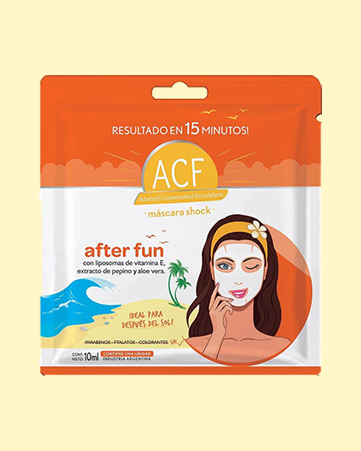 RESULTADO EN 15 MINUTOS!
ACF
Advanced Cosmeceutical Formulations
máscara shock
after fun
con liposomas de vitamina E,
extracto de pepino y aloe vera.
¡IDEAL PARA
DESPUÉS DEL SOL!
PARABENOS - FTALATOS - COLORANTES SIN
CONT. NETO 10ml
CONTIENE UNA UNIDAD
INDUSTRIA ARGENTINA